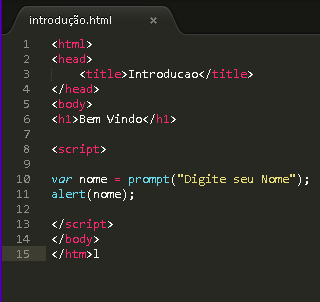 introdução.html ×
1 <html>
2 <head>
3 <title>Introducao</title>
4 </head>
5 <body>
6 <h1>Bem Vindo</h1>
7
8 <script>
9
10 var nome = prompt("Digite seu Nome");
11 alert(nome);
12
13 </script>
14 </body>
15 </htm>l